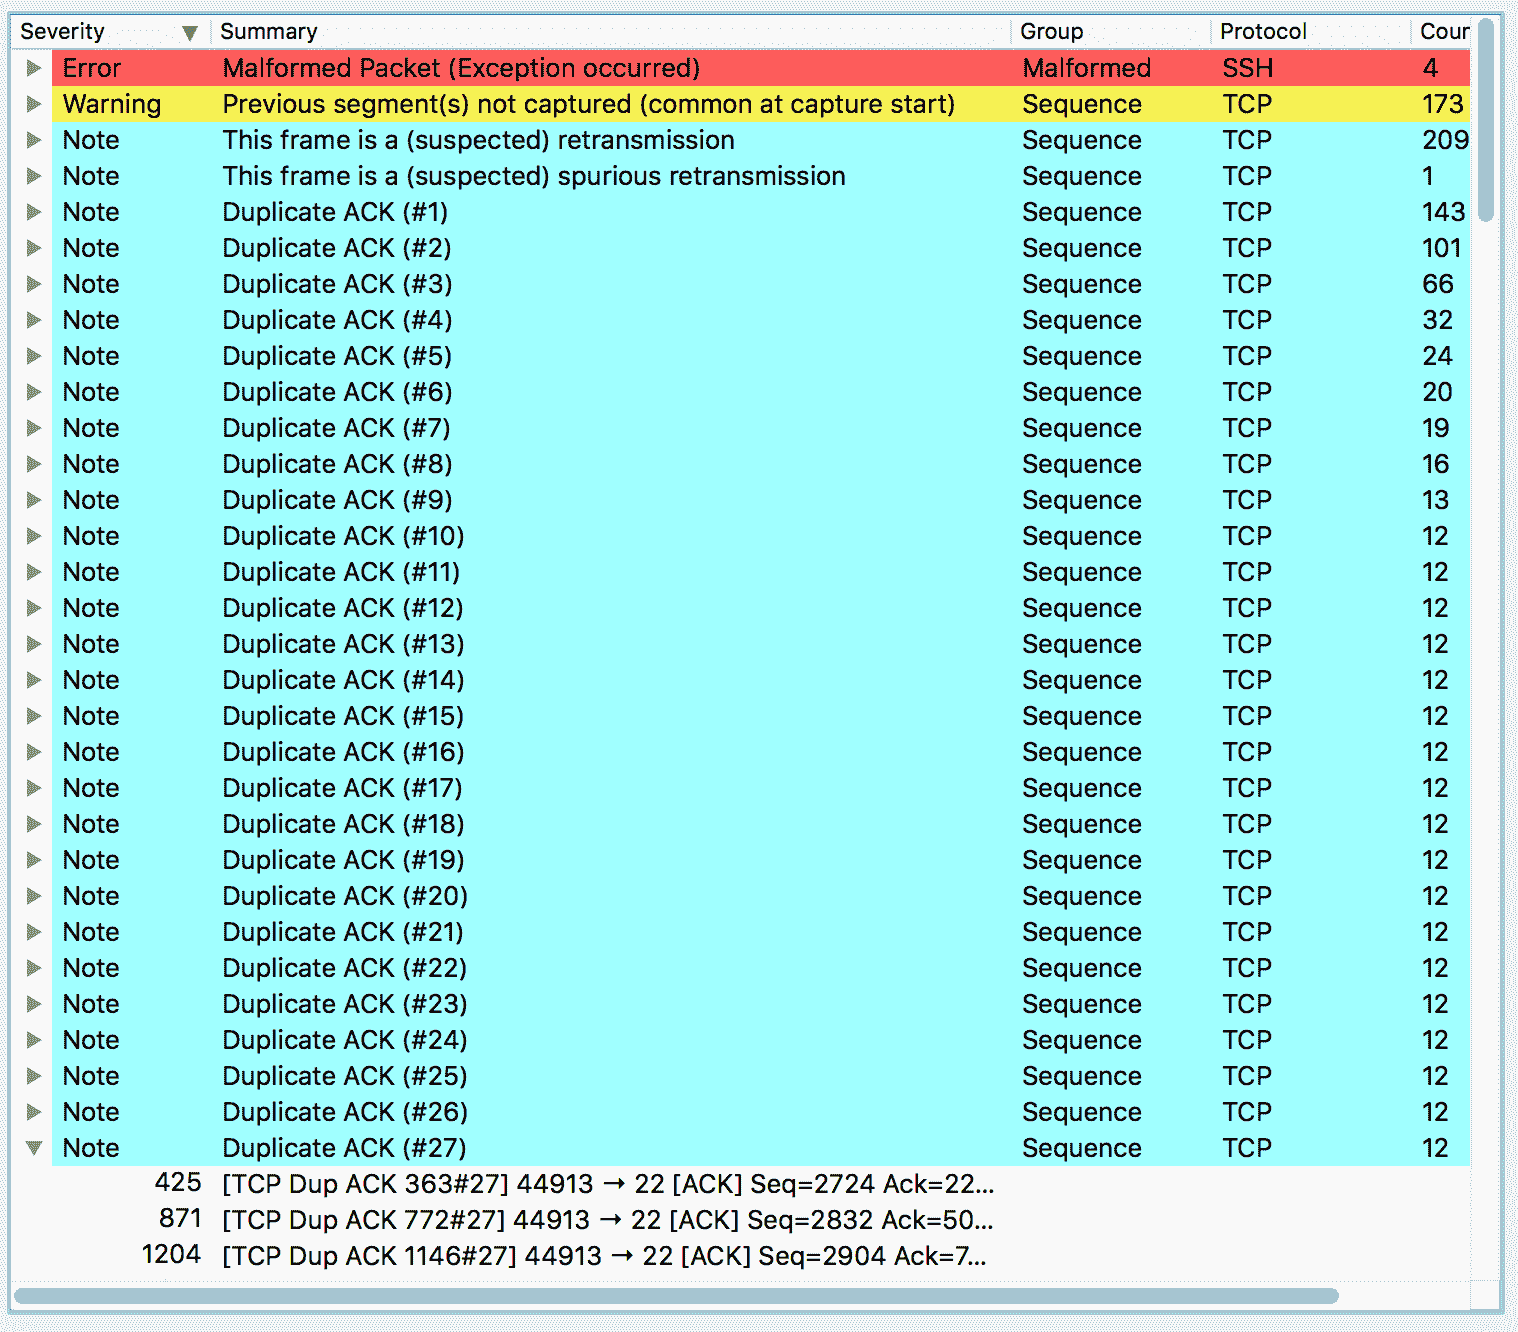 Severity Summary Group Protocol Cour
Error Malformed Packet (Exception occurred) Malformed SSH 4
Warning Previous segment(s) not captured (common at capture start) Sequence TCP 173
Note This frame is a (suspected) retransmission Sequence TCP 209
Note This frame is a (suspected) spurious retransmission Sequence TCP 1
Note Duplicate ACK (#1) Sequence TCP 143
Note Duplicate ACK (#2) Sequence TCP 101
Note Duplicate ACK (#3) Sequence TCP 66
Note Duplicate ACK (#4) Sequence TCP 32
Note Duplicate ACK (#5) Sequence TCP 24
Note Duplicate ACK (#6) Sequence TCP 20
Note Duplicate ACK (#7) Sequence TCP 19
Note Duplicate ACK (#8) Sequence TCP 16
Note Duplicate ACK (#9) Sequence TCP 13
Note Duplicate ACK (#10) Sequence TCP 12
Note Duplicate ACK (#11) Sequence TCP 12
Note Duplicate ACK (#12) Sequence TCP 12
Note Duplicate ACK (#13) Sequence TCP 12
Note Duplicate ACK (#14) Sequence TCP 12
Note Duplicate ACK (#15) Sequence TCP 12
Note Duplicate ACK (#16) Sequence TCP 12
Note Duplicate ACK (#17) Sequence TCP 12
Note Duplicate ACK (#18) Sequence TCP 12
Note Duplicate ACK (#19) Sequence TCP 12
Note Duplicate ACK (#20) Sequence TCP 12
Note Duplicate ACK (#21) Sequence TCP 12
Note Duplicate ACK (#22) Sequence TCP 12
Note Duplicate ACK (#23) Sequence TCP 12
Note Duplicate ACK (#24) Sequence TCP 12
Note Duplicate ACK (#25) Sequence TCP 12
Note Duplicate ACK (#26) Sequence TCP 12
Note Duplicate ACK (#27) Sequence TCP 12
425 [TCP Dup ACK 363#27] 44913 → 22 [ACK] Seq=2724 Ack=22...
871 [TCP Dup ACK 772#27] 44913 → 22 [ACK] Seq=2832 Ack=50...
1204 [TCP Dup ACK 1146#27] 44913 → 22 [ACK] Seq=2904 Ack=7...